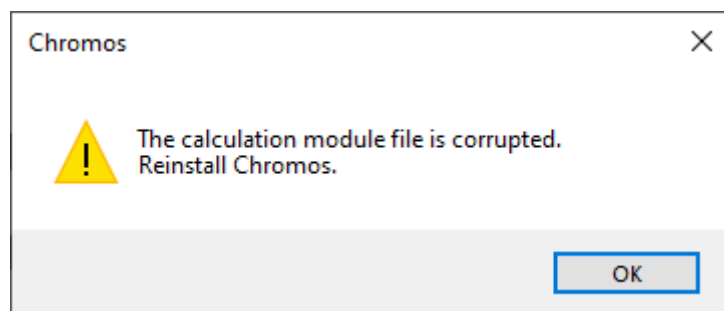 Chromos
The calculation module file is corrupted.
Reinstall Chromos.
OK